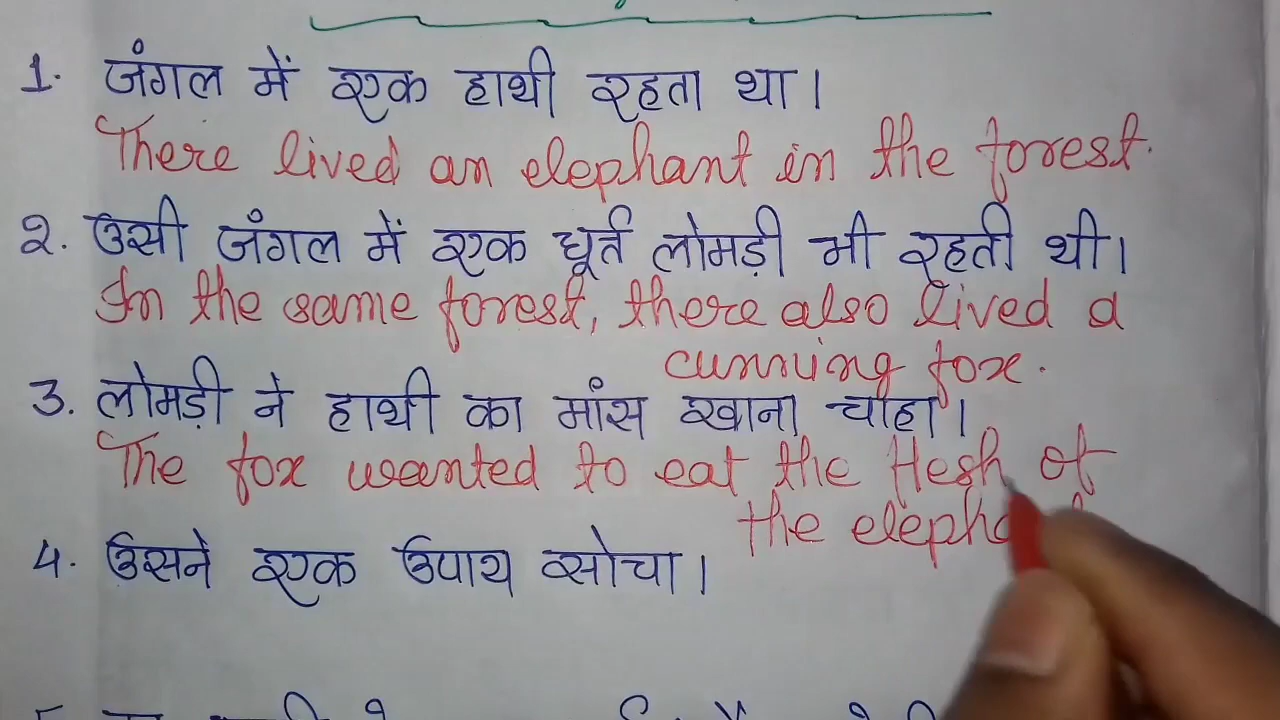 1. जंगल में एक हाथी रहता था।
There lived an elephant in the forest.
2. उसी जंगल में एक धूर्त लोमड़ी भी रहती थी।
In the same forest, there also lived a
cunning fox.
3. लोमड़ी ने हाथी का मांस खाना चाहा।
The fox wanted to eat the flesh of
the
4. उसने एक उपाय सोचा।